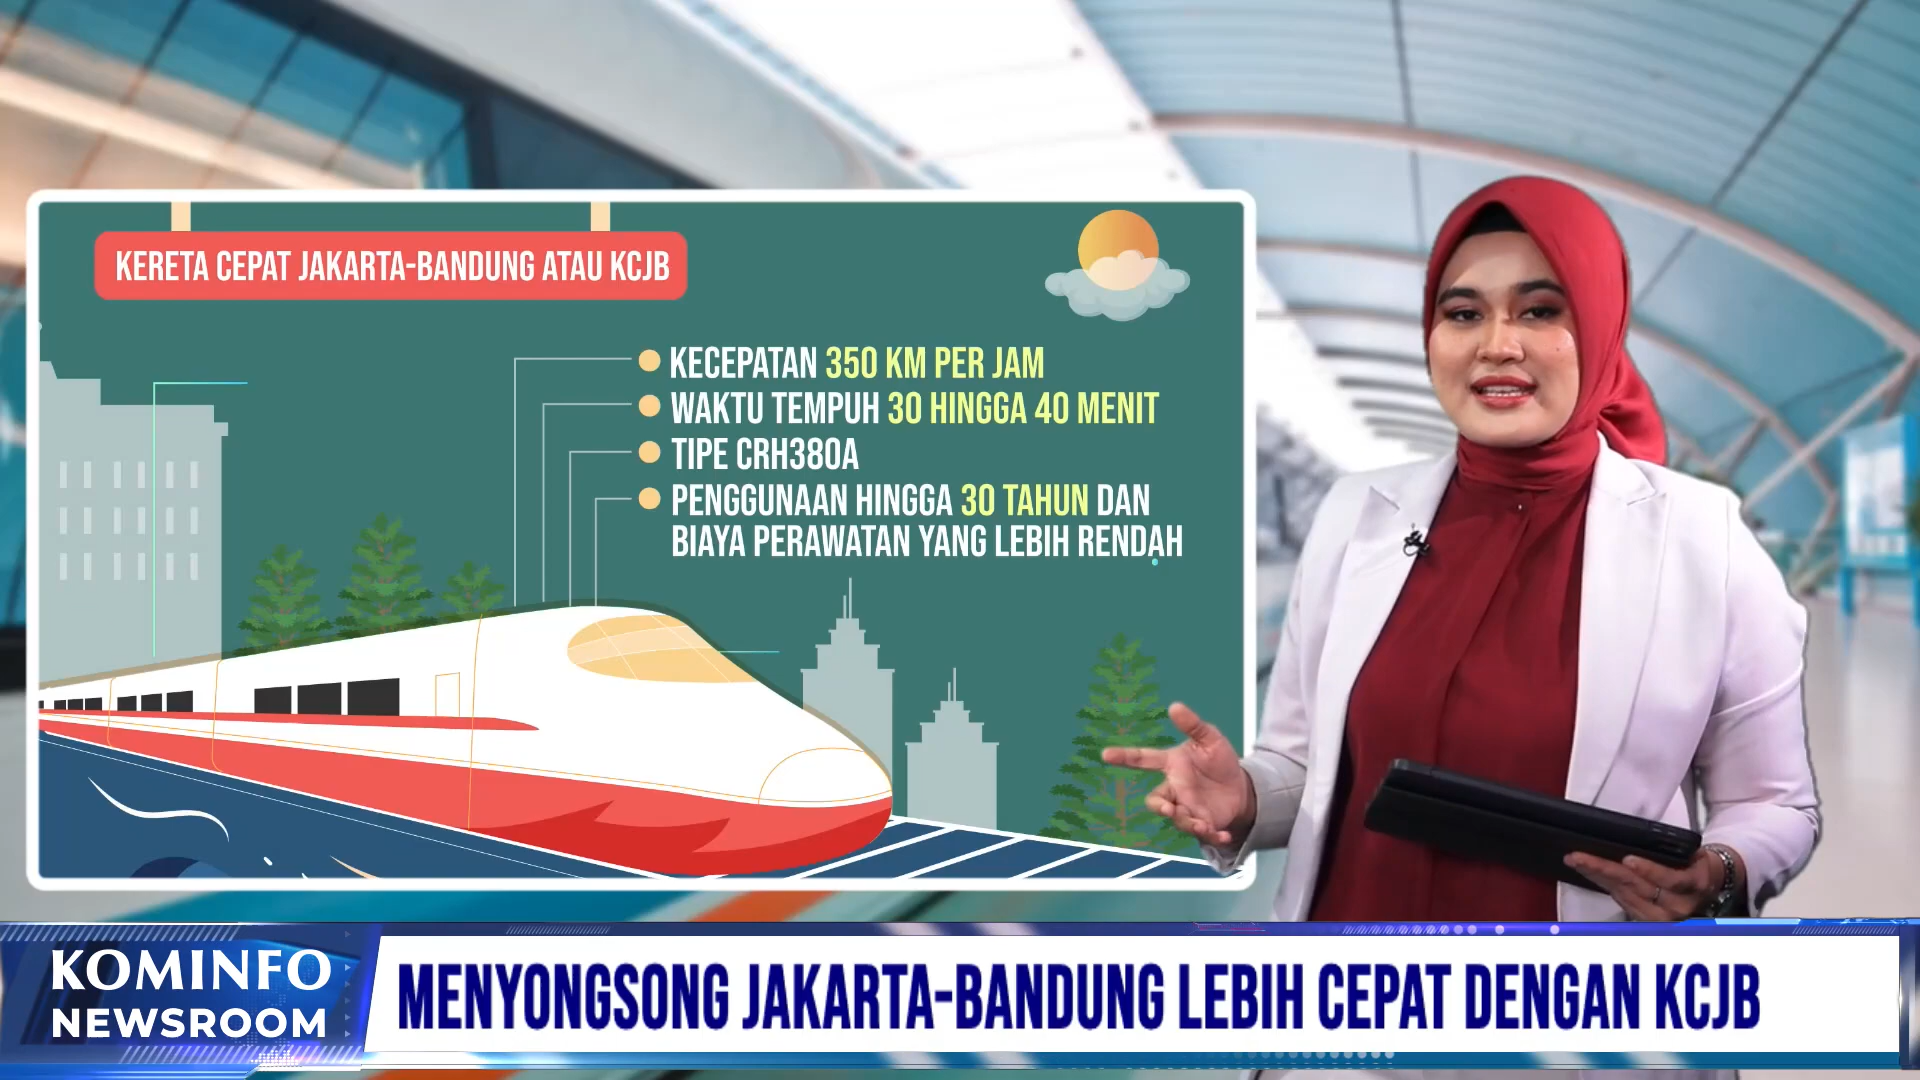 KERETA CEPAT JAKARTA-BANDUNG ATAU KCJB
KECEPATAN 350 KM PER JAM
WAKTU TEMPUH 30 HINGGA 40 MENIT
TIPE CRH380A
PENGGUNAAN HINGGA 30 TAHUN DAN
BIAYA PERAWATAN YANG LEBIH RENDAH
KOMINFO
NEWSROOM
MENYONGSONG JAKARTA-BANDUNG LEBIH CEPAT DENGAN KCJB